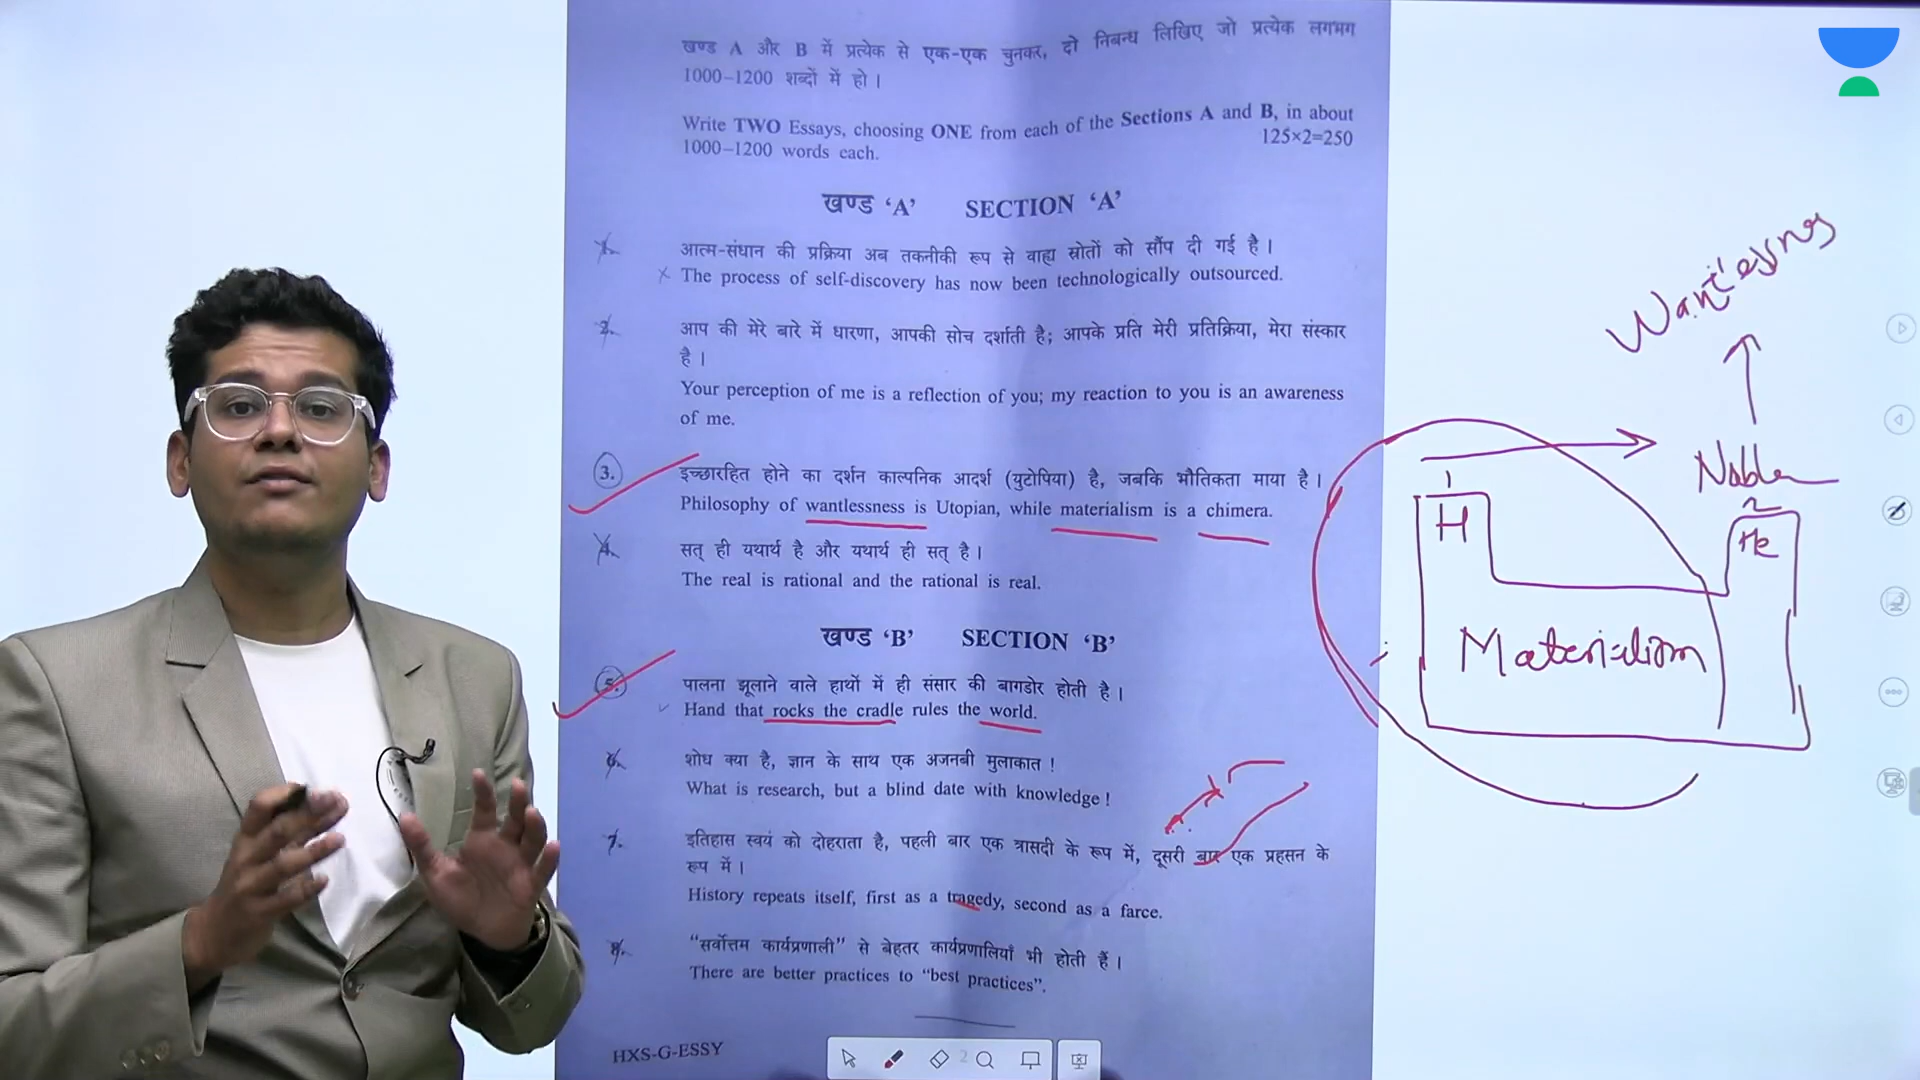 खण्ड A और B में प्रत्येक से एक-एक चुनकर, दो निबन्ध लिखिए जो प्रत्येक लगभग
1000–1200 शब्दों में हो ।
Write TWO Essays, choosing ONE from each of the Sections A and B, in about
1000–1200 words each.
125×2=250
खण्ड ‘A’ SECTION ‘A’
आत्म-संधान की प्रक्रिया अब तकनीकी रूप से वाह्य स्रोतों को सौंप दी गई है ।
The process of self-discovery has now been technologically outsourced.
2. आप की मेरे बारे में धारणा, आपकी सोच दर्शाती है; आपके प्रति मेरी प्रतिक्रिया, मेरा संस्कार
है ।
Your perception of me is a reflection of you; my reaction to you is an awareness
of me.
3. इच्छारहित होने का दर्शन काल्पनिक आदर्श (युटोपिया) है, जबकि भौतिकता माया है ।
Philosophy of wantlessness is Utopian, while materialism is a chimera.
4. सत् ही यथार्थ है और यथार्थ ही सत् है ।
The real is rational and the rational is real.
खण्ड ‘B’ SECTION ‘B’
5. पालना झूलाने वाले हाथों में ही संसार की बागडोर होती है ।
Hand that rocks the cradle rules the world.
6. शोध क्या है, ज्ञान के साथ एक अजनबी मुलाकात !
What is research, but a blind date with knowledge !
7. इतिहास स्वयं को दोहराता है, पहली बार एक त्रासदी के रूप में, दूसरी बार एक प्रहसन के
रूप में ।
History repeats itself, first as a tragedy, second as a farce.
8. “सर्वोत्तम कार्यप्रणाली” से बेहतर कार्यप्रणालियाँ भी होती हैं ।
There are better practices to “best practices”.
HXS-G-ESSY
2
Noble
1
2
H
He
Materialism